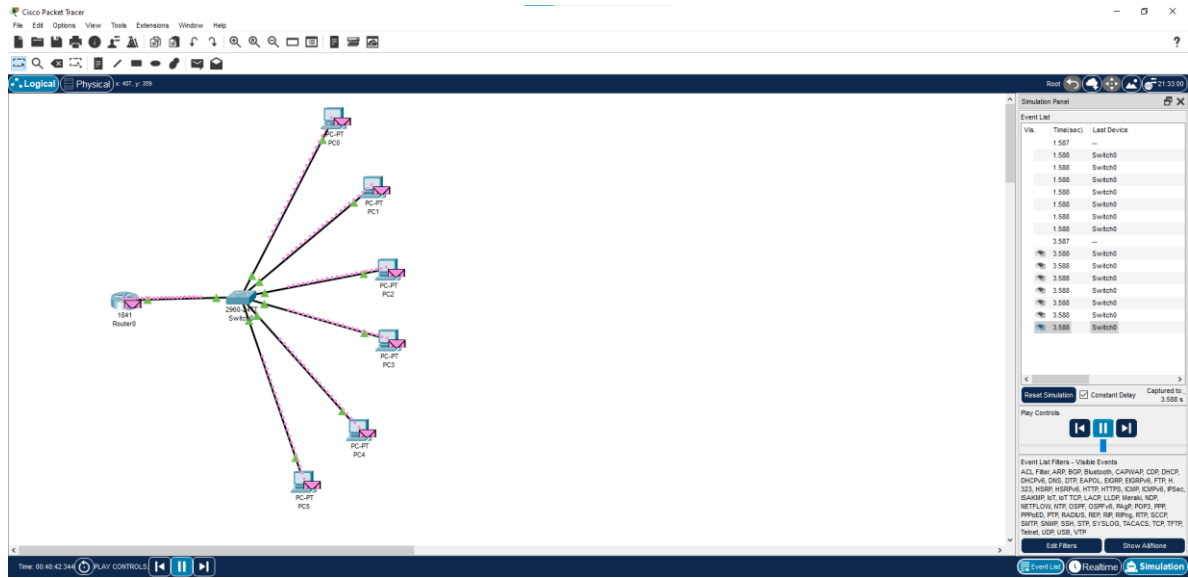 Cisco Packet Tracer
File Edit Options View Tools Extensions Window Help
?
Logical Physical x: 407, y: 359
Root 21:33:00
PC-PT
PC0
PC-PT
PC1
PC-PT
PC2
1841
Router0
2960-24TT
Switch0
PC-PT
PC3
PC-PT
PC4
PC-PT
PC5
Simulation Panel
Event List
Vis. Time(sec) Last Device
1.587 --
1.588 Switch0
1.588 Switch0
1.588 Switch0
1.588 Switch0
1.588 Switch0
1.588 Switch0
1.588 Switch0
3.587 --
3.588 Switch0
3.588 Switch0
3.588 Switch0
3.588 Switch0
3.588 Switch0
3.588 Switch0
3.588 Switch0
Reset Simulation Constant Delay Captured to:
3.588 s
Play Controls
Event List Filters - Visible Events
ACL Filter, ARP, BGP, Bluetooth, CAPWAP, CDP, DHCP,
DHCPv6, DNS, DTP, EAPOL, EIGRP, EIGRPv6, FTP, H.
323, HSRP, HSRPv6, HTTP, HTTPS, ICMP, ICMPv6, IPSec,
ISAKMP, IoT, IoT TCP, LACP, LLDP, Meraki, NDP,
NETFLOW, NTP, OSPF, OSPFv6, PAgP, POP3, PPP,
PPPoED, PTP, RADIUS, REP, RIP, RIPng, RTP, SCCP,
SMTP, SNMP, SSH, STP, SYSLOG, TACACS, TCP, TFTP,
Telnet, UDP, USB, VTP
Edit Filters Show All/None
Time: 00:40:42.344 PLAY CONTROLS:
Event List Realtime Simulation